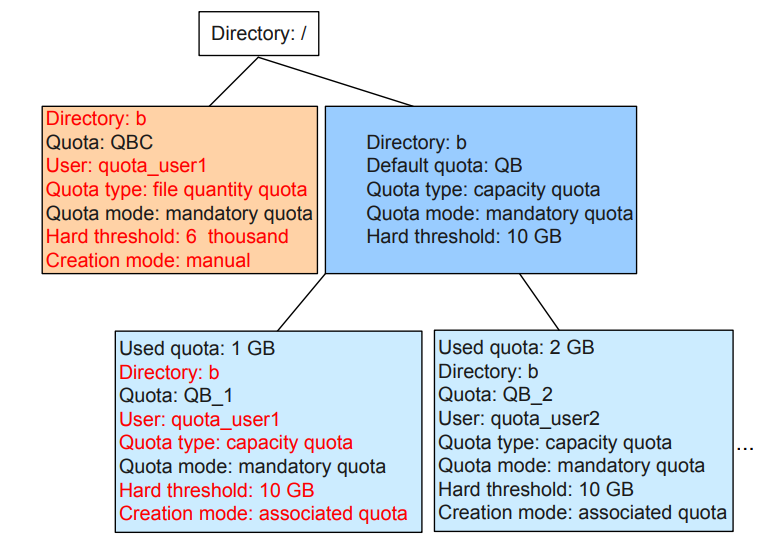 Directory: /
Directory: b
Quota: QBC
User: quota_user1
Quota type: file quantity quota
Quota mode: mandatory quota
Hard threshold: 6  thousand
Creation mode: manual
Directory: b
Default quota: QB
Quota type: capacity quota
Quota mode: mandatory quota
Hard threshold: 10 GB
Used quota: 1 GB
Directory: b
Quota: QB_1
User: quota_user1
Quota type: capacity quota
Quota mode: mandatory quota
Hard threshold: 10 GB
Creation mode: associated quota
Used quota: 2 GB
Directory: b
Quota: QB_2
User: quota_user2
Quota type: capacity quota
Quota mode: mandatory quota
Hard threshold: 10 GB
Creation mode: associated quota
...